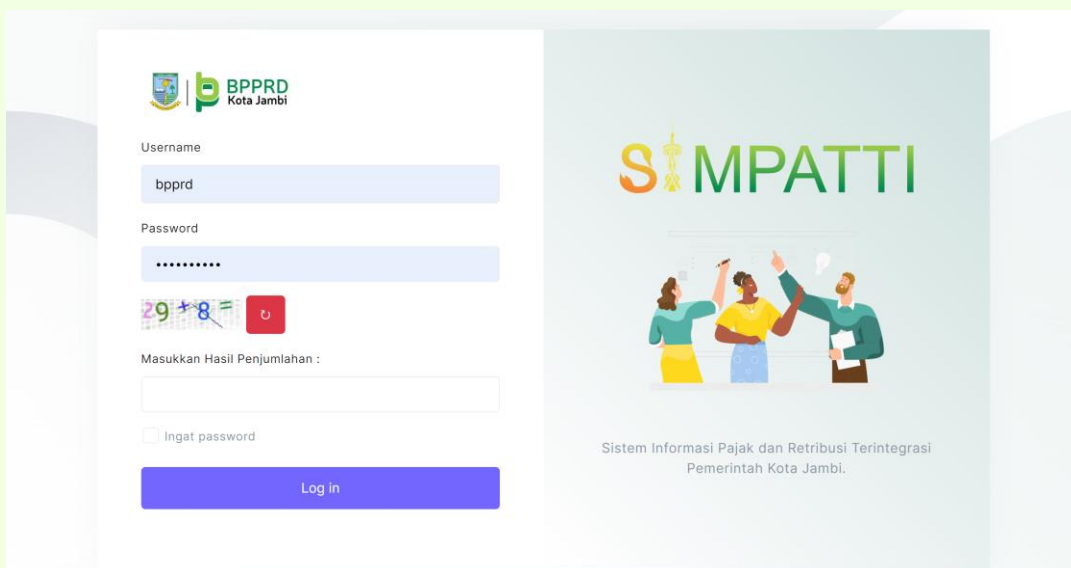 BPPRD
Kota Jambi
Username
bpprd
Password
••••••••••
29 + 8 =
↻
Masukkan Hasil Penjumlahan :
Ingat password
Log in
SIMPATTI
Sistem Informasi Pajak dan Retribusi Terintegrasi
Pemerintah Kota Jambi.